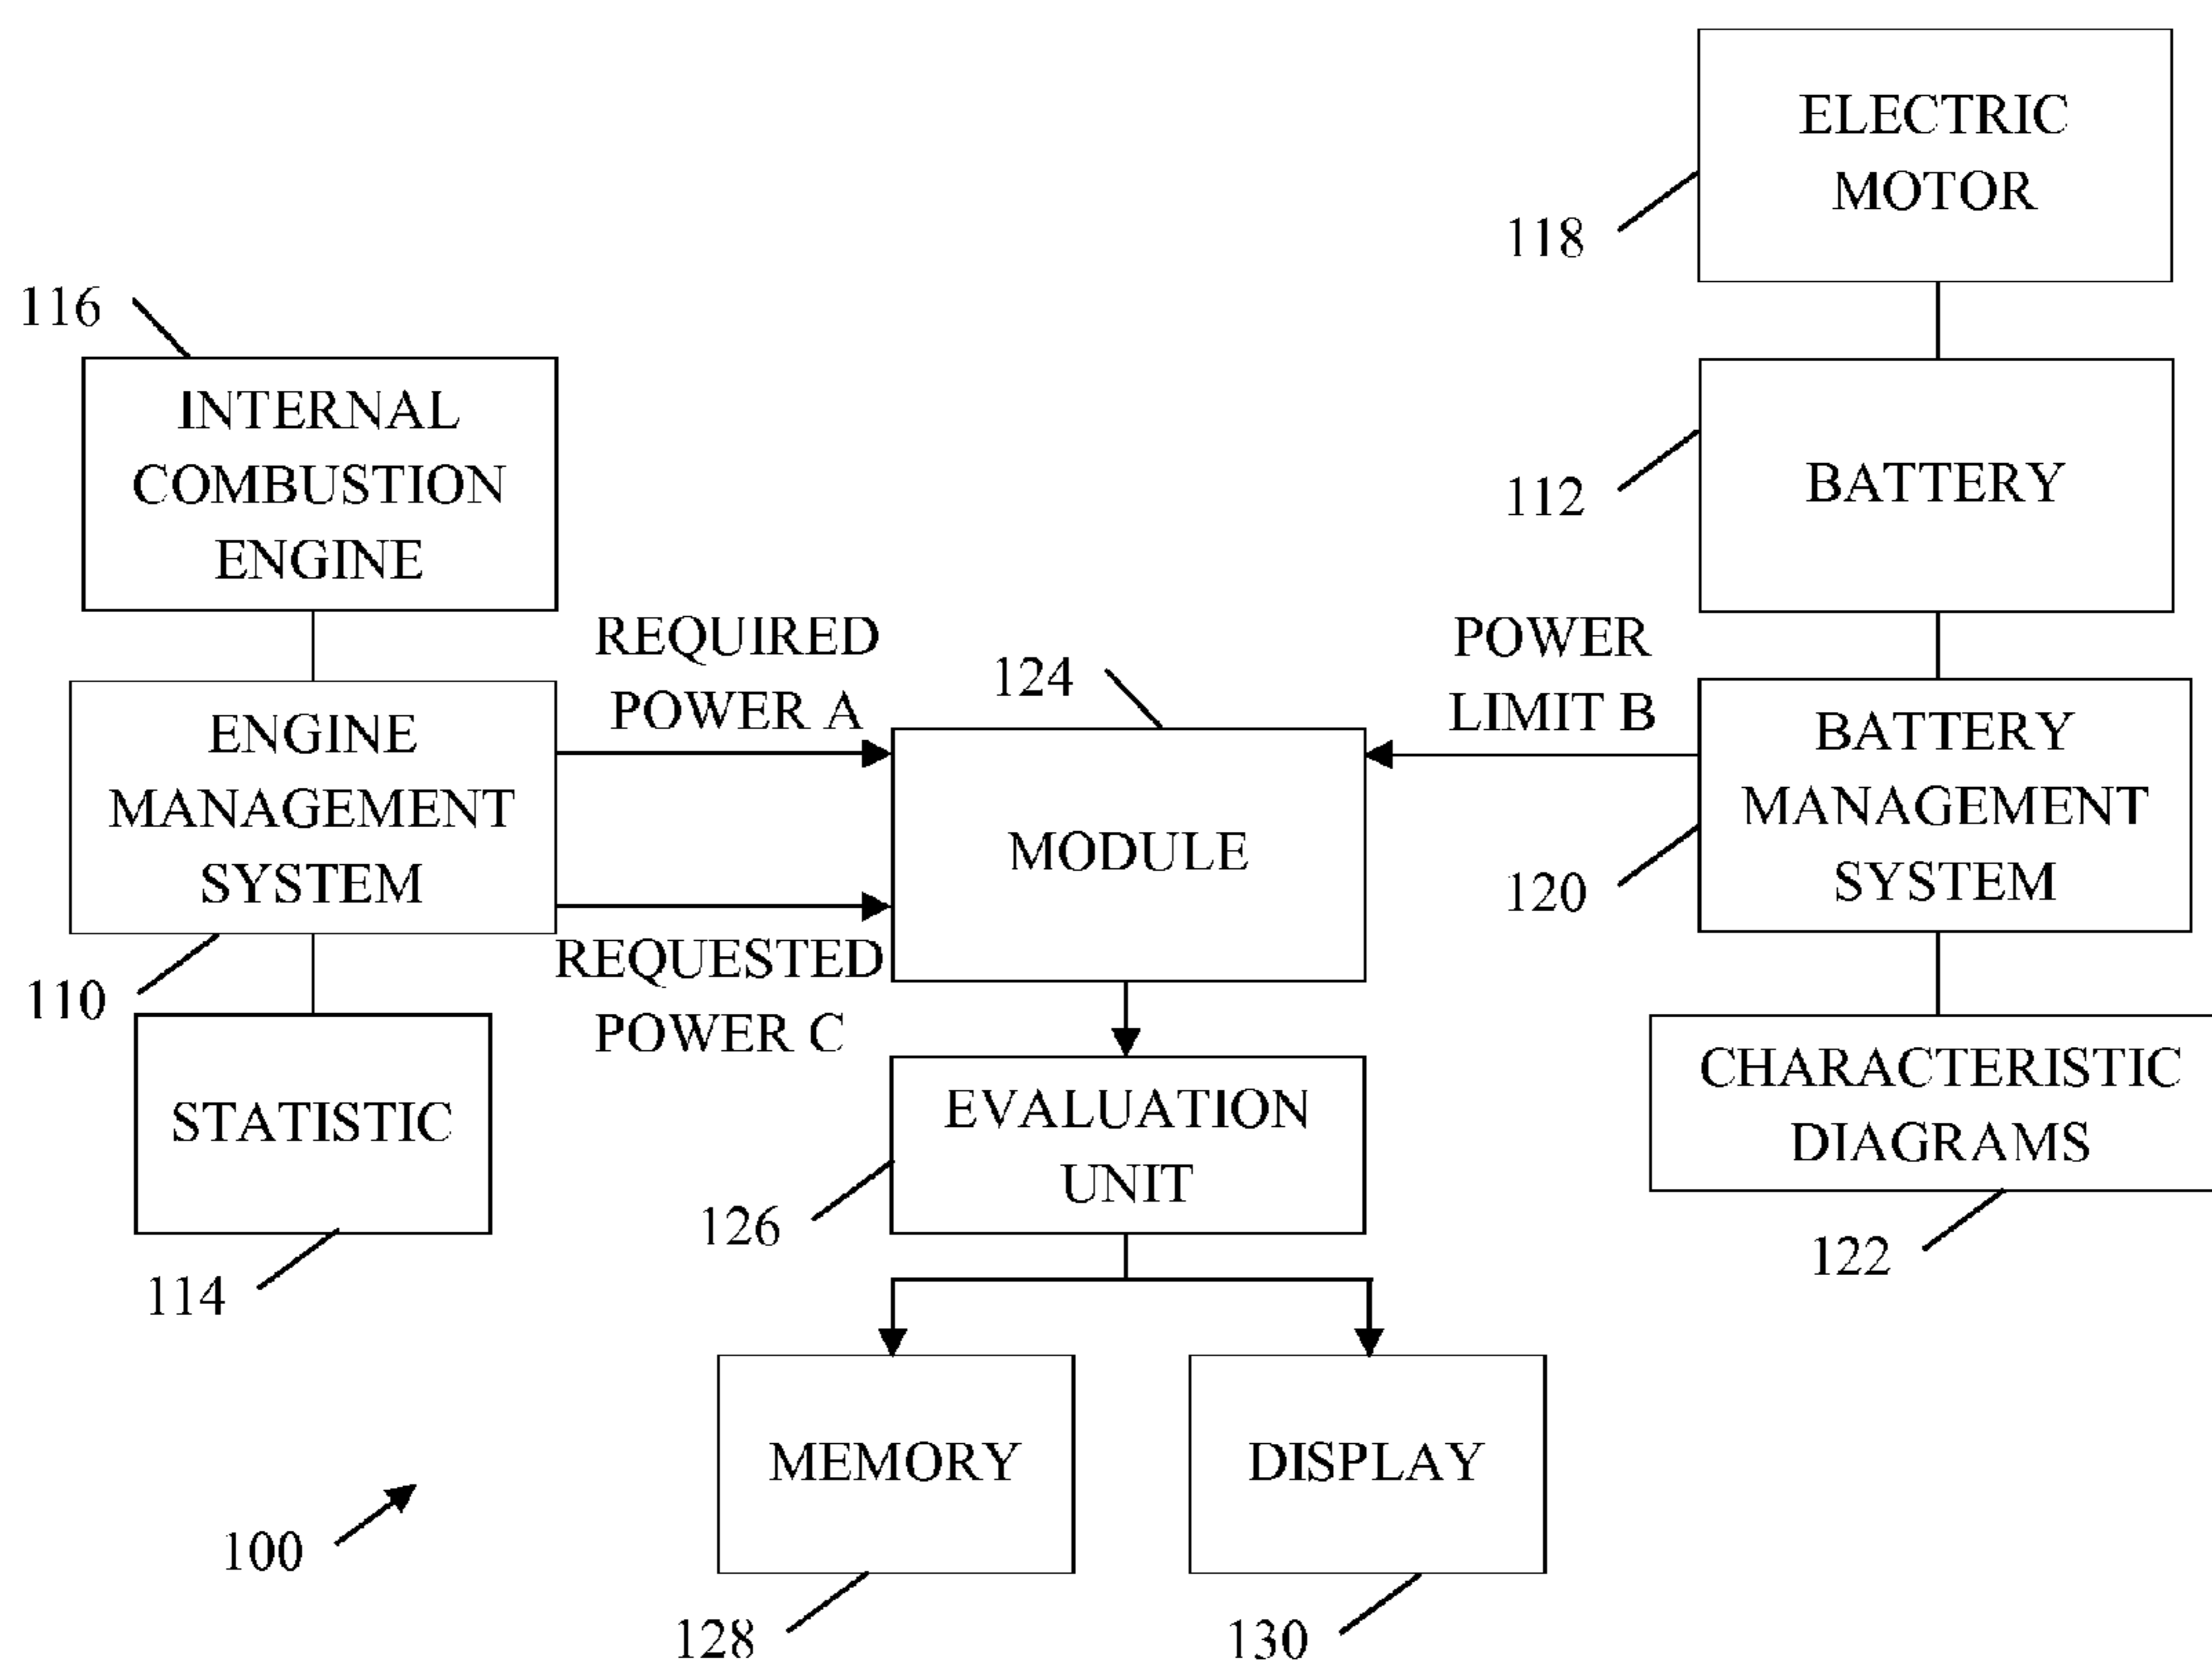 ELECTRIC
MOTOR
118
116
INTERNAL
COMBUSTION
ENGINE
BATTERY
112
REQUIRED
POWER A
POWER
LIMIT B
124
ENGINE
MANAGEMENT
SYSTEM
MODULE
BATTERY
MANAGEMENT
SYSTEM
120
110
REQUESTED
POWER C
STATISTIC
114
EVALUATION
UNIT
126
CHARACTERISTIC
DIAGRAMS
122
MEMORY
DISPLAY
100
128
130